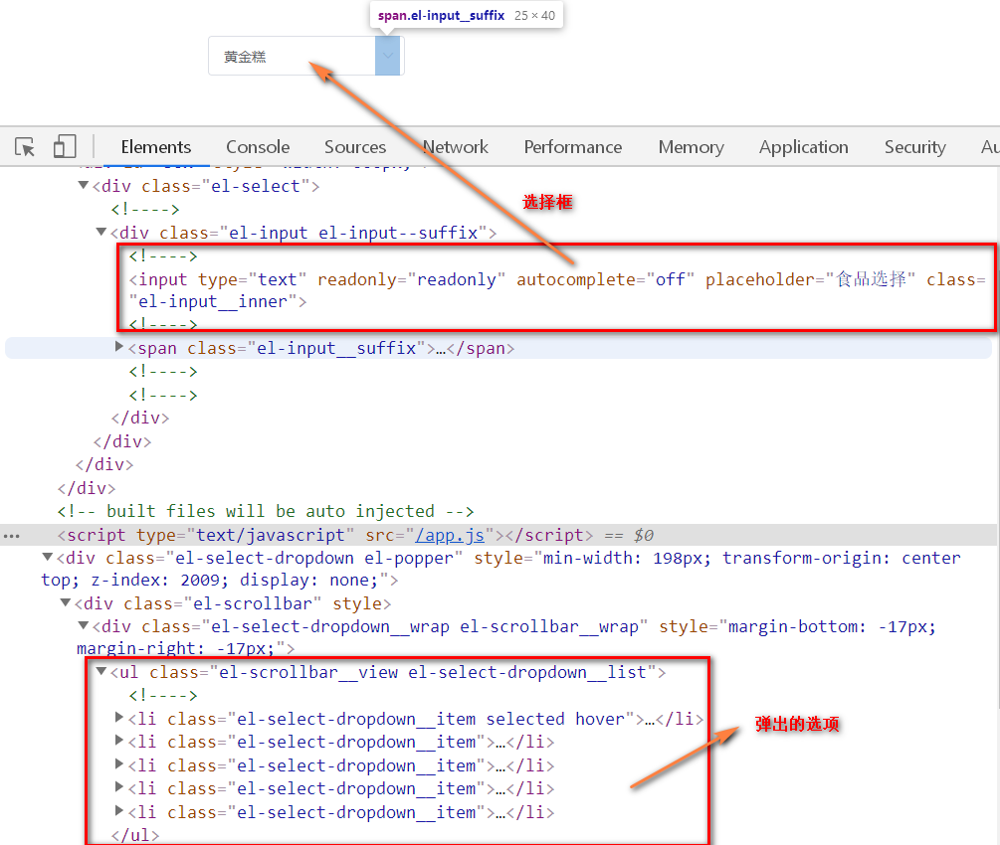 span.el-input__suffix 25 × 40
黄金糕
Elements Console Sources Network Performance Memory Application Security Au
<div class="el-select">
<!---->
选择框
<div class="el-input el-input--suffix">
<!---->
<input type="text" readonly="readonly" autocomplete="off" placeholder="食品选择" class=
"el-input__inner">
<!---->
<span class="el-input__suffix">…</span>
<!---->
<!---->
</div>
</div>
</div>
</div>
<!-- built files will be auto injected -->
<script type="text/javascript" src="/app.js"></script> == $0
<div class="el-select-dropdown el-popper" style="min-width: 198px; transform-origin: center
top; z-index: 2009; display: none;">
<div class="el-scrollbar" style>
<div class="el-select-dropdown__wrap el-scrollbar__wrap" style="margin-bottom: -17px;
margin-right: -17px;">
<ul class="el-scrollbar__view el-select-dropdown__list">
<!---->
<li class="el-select-dropdown__item selected hover">…</li>
弹出的选项
<li class="el-select-dropdown__item">…</li>
<li class="el-select-dropdown__item">…</li>
<li class="el-select-dropdown__item">…</li>
<li class="el-select-dropdown__item">…</li>
</ul>